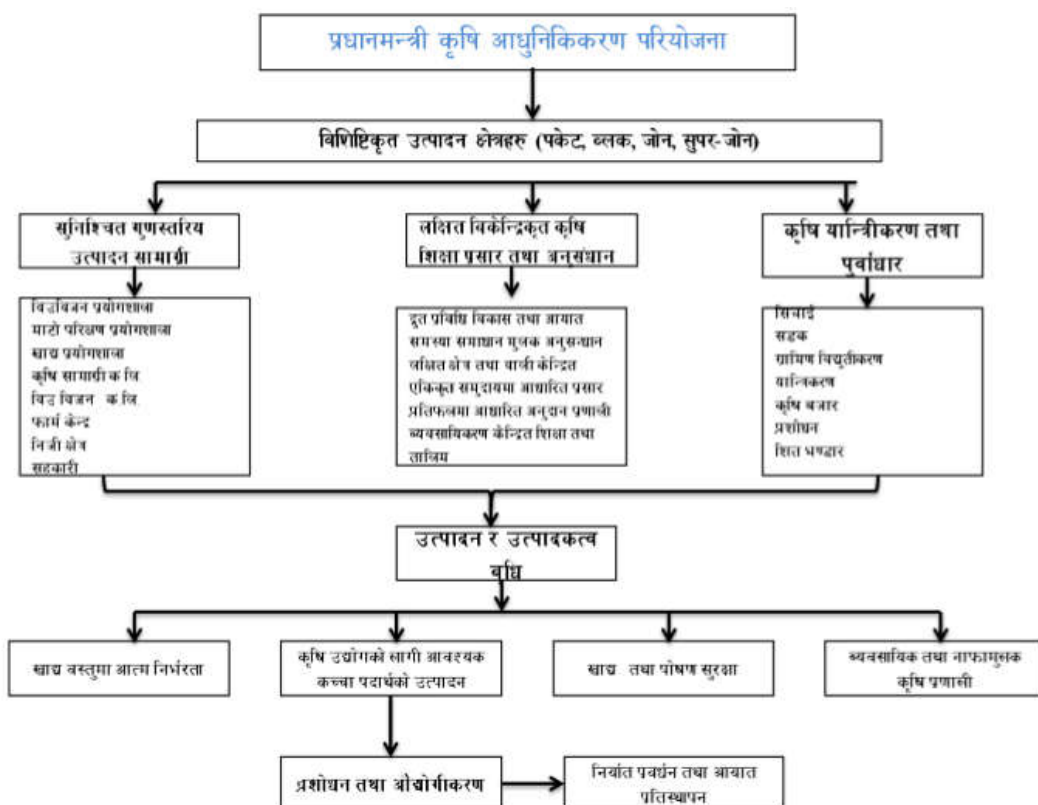 प्रधानमन्त्री कृषि आधुनिकिकरण परियोजना
विशिष्टिकृत उत्पादन क्षेत्रहरु (पकेट, ब्लक, जोन, सुपर-जोन)
सुनिश्चित गुणस्तरिय
उत्पादन सामाग्री
लक्षित विकेन्द्रिकृत कृषि
शिक्षा प्रसार तथा अनुसंधान
कृषि यान्त्रीकरण तथा
पुर्वाधार
विउविजन प्रयोगशाला
माटो परिक्षण प्रयोगशाला
खाद्य प्रयोगशाला
कृषि सामाग्री क लि
विउ विजन क लि
फार्म केन्द्र
निजी क्षेत्र
सहकारी
द्रुत प्रविधि विकास तथा आयात
समस्या समाधान मुलक अनुसन्धान
लक्षित क्षेत्र तथा वाली केन्द्रित
एकिकृत समुदायमा आधारित प्रसार
प्रतिफलमा आधारित अनुदान प्रणाली
व्यवसायिकरण केन्द्रित शिक्षा तथा
तालिम
सिचाई
सडक
ग्रामिण विद्युतीकरण
यान्त्रिकरण
कृषि बजार
प्रशोधन
शित भण्डार
उत्पादन र उत्पादकत्व
बृधि
खाद्य वस्तुमा आत्म निर्भरता
कृषि उद्योगको लागी आवश्यक
कच्चा पदार्थको उत्पादन
खाद्य तथा पोषण सुरक्षा
ब्यवसायिक तथा नाफामुलक
कृषि प्रणाली
प्रशोधन तथा औद्योगीकरण
निर्यात प्रवर्धन तथा आयात
प्रतिस्थापन